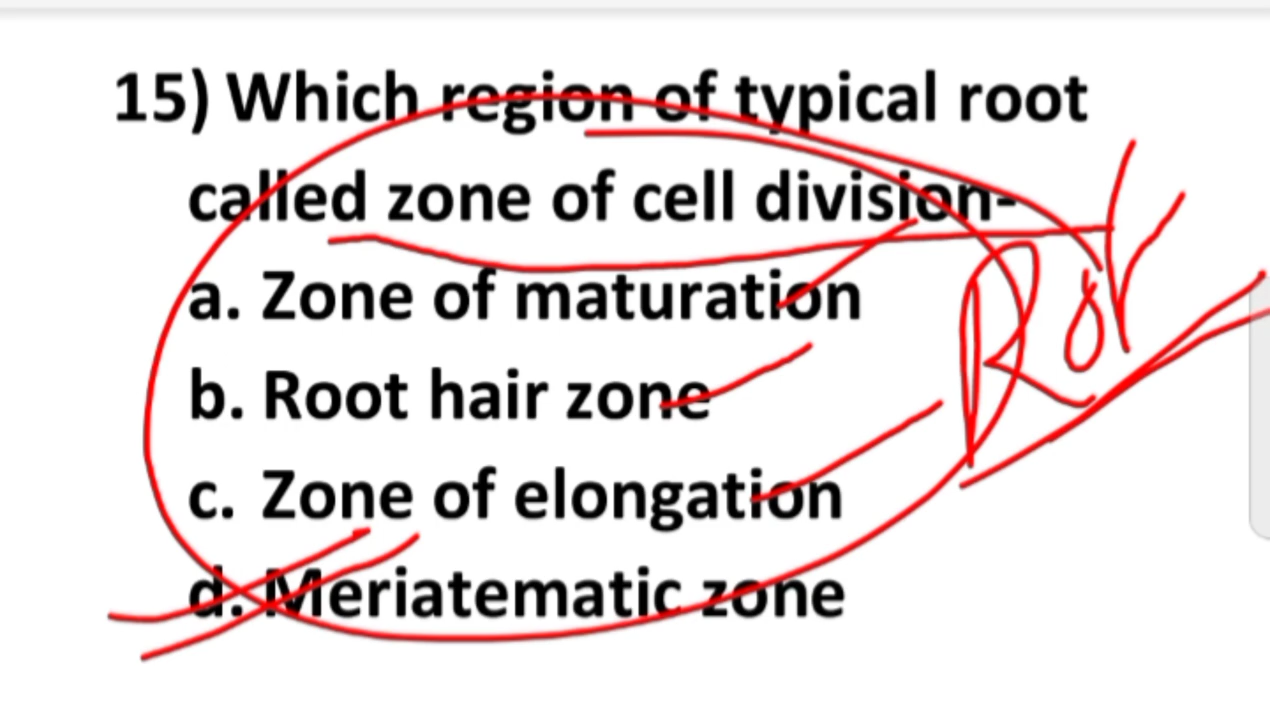 15) Which region of typical root
called zone of cell division-
a. Zone of maturation
b. Root hair zone
c. Zone of elongation
d. Meriatematic zone